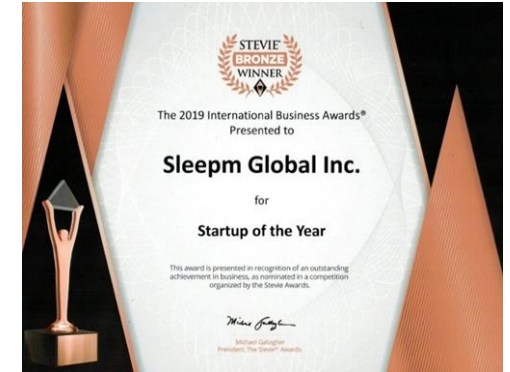 STEVIE®
BRONZE
WINNER
The 2019 International Business Awards®
Presented to
Sleepm Global Inc.
for
Startup of the Year
This award is presented in recognition of an outstanding
achievement in business, as nominated in a competition
organized by the Stevie Awards.
Michael Gallagher
President, The Stevie® Awards